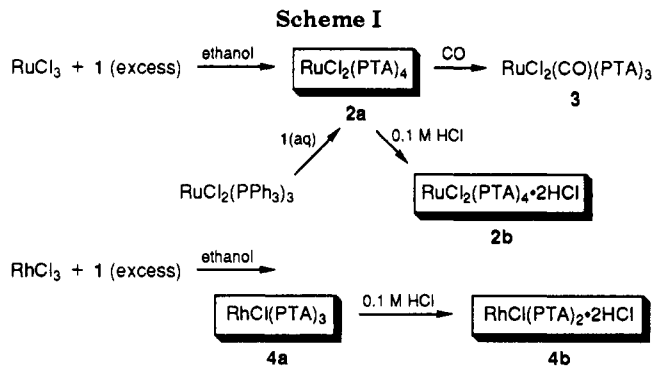 Scheme I
RuCl3 + 1 (excess) ethanol RuCl2(PTA)4 CO RuCl2(CO)(PTA)3
2a 3
1(aq) 0.1 M HCl
RuCl2(PPh3)3 RuCl2(PTA)4•2HCl
2b
RhCl3 + 1 (excess) ethanol
RhCl(PTA)3 0.1 M HCl RhCl(PTA)2•2HCl
4a 4b